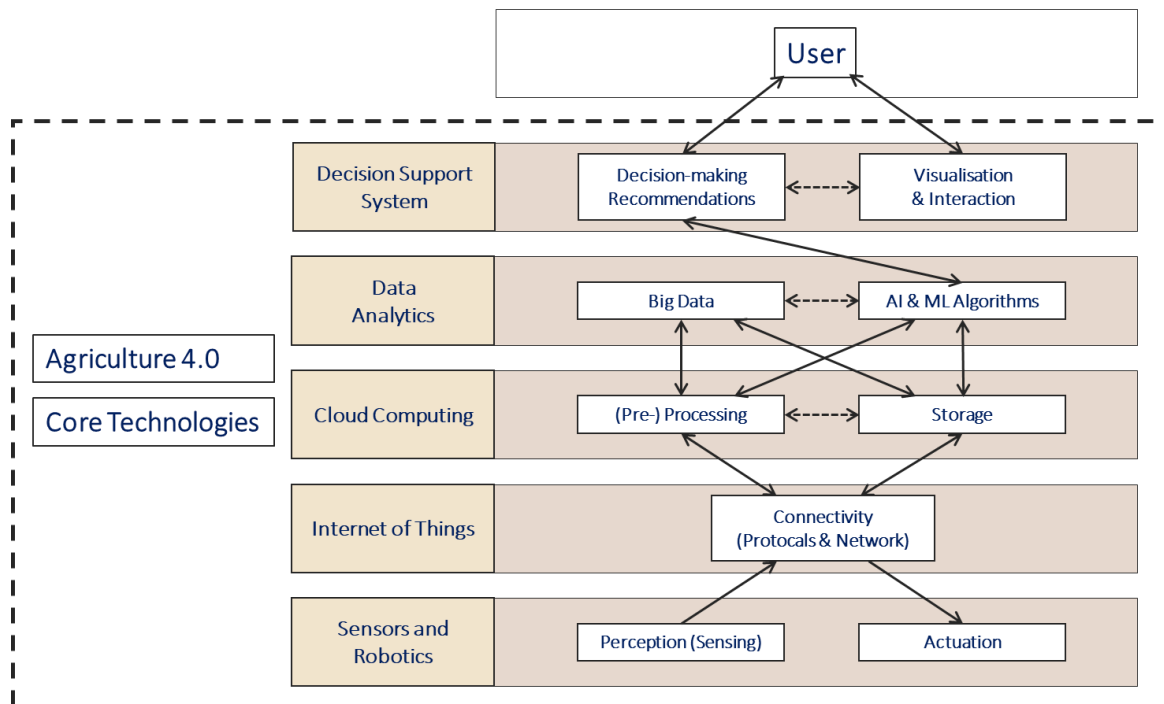 User
Decision Support
System
Decision-making
Recommendations
Visualisation
& Interaction
Data
Analytics
Big Data
AI & ML Algorithms
Agriculture 4.0
Core Technologies
Cloud Computing
(Pre-) Processing
Storage
Internet of Things
Connectivity
(Protocals & Network)
Sensors and
Robotics
Perception (Sensing)
Actuation